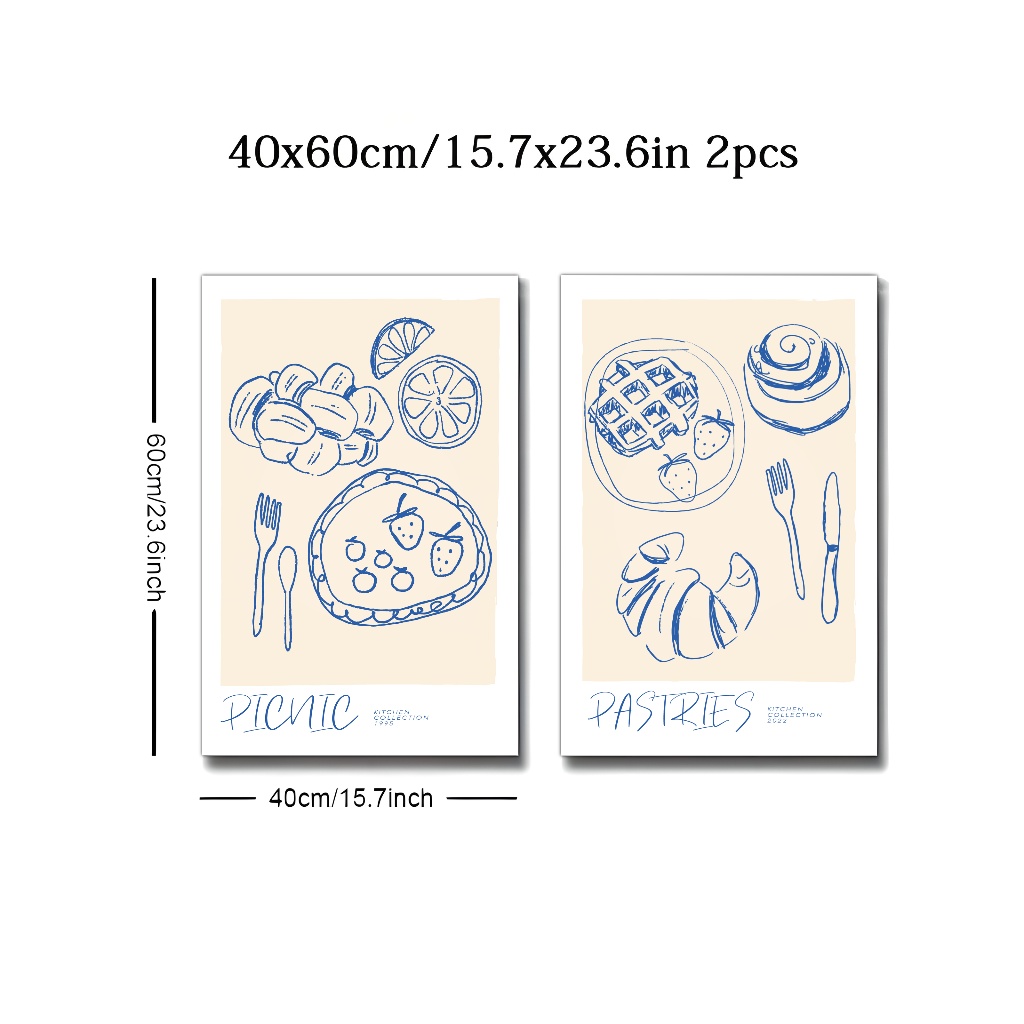 40x60cm/15.7x23.6in 2pcs
60cm/23.6inch
PICNIC
KITCHEN
COLLECTION
PASTRIES
KITCHEN
COLLECTION
40cm/15.7inch